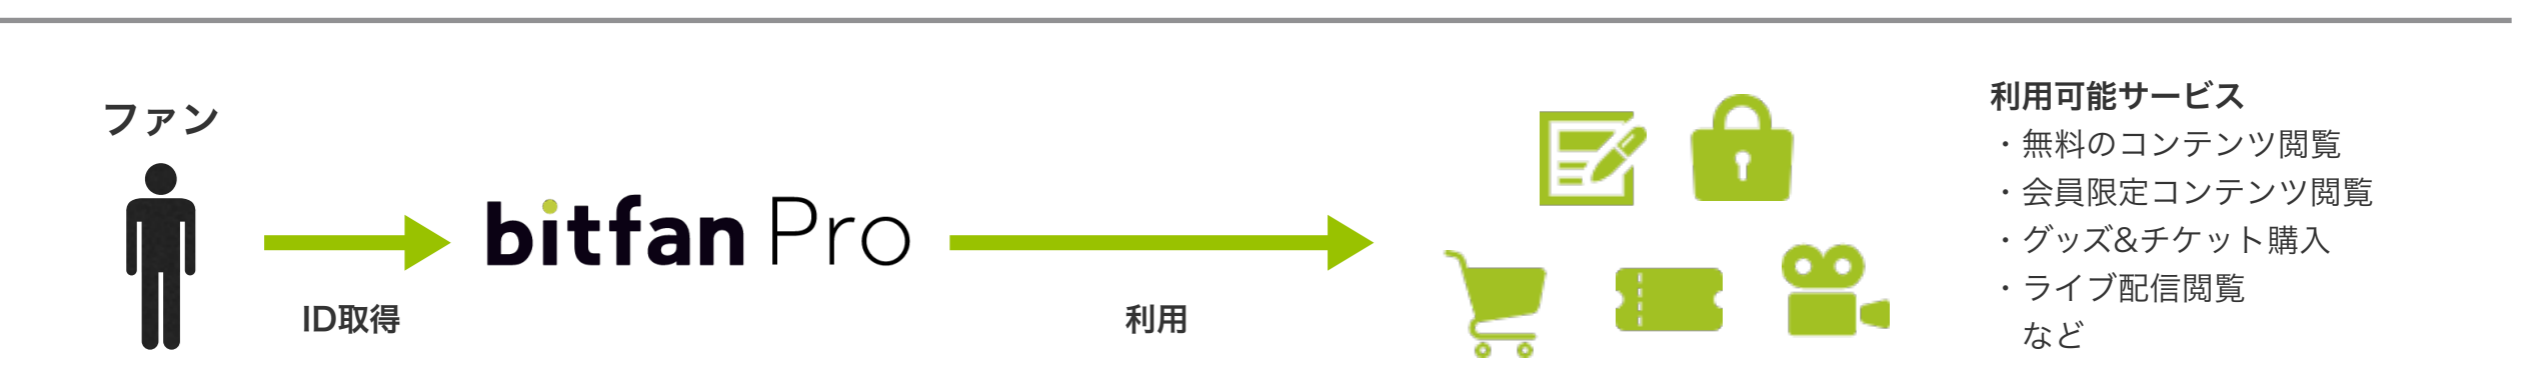 ファン
bitfan Pro
ID取得
利用
利用可能サービス
・無料のコンテンツ閲覧
・会員限定コンテンツ閲覧
・グッズ&チケット購入
・ライブ配信閲覧
など